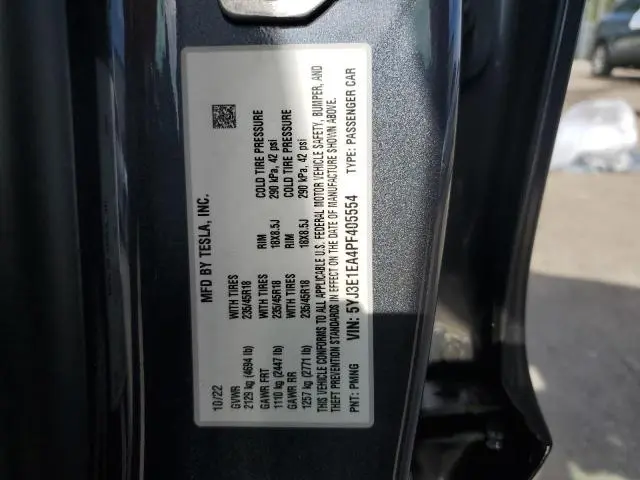 10/22 MFD BY TESLA, INC.
GVWR WITH TIRES RIM COLD TIRE PRESSURE
2129 kg (4694 lb) 235/45R18 18X8.5J 290 kPa, 42 psi
GAWR FRT WITH TIRES RIM COLD TIRE PRESSURE
1110 kg (2447 lb) 235/45R18 18X8.5J 290 kPa, 42 psi
GAWR RR
1257 kg (2771 lb) 235/45R18
THIS VEHICLE CONFORMS TO ALL APPLICABLE U.S. FEDERAL MOTOR VEHICLE SAFETY, BUMPER, AND
THEFT PREVENTION STANDARDS IN EFFECT ON THE DATE OF MANUFACTURE SHOWN ABOVE.
VIN: 5YJ3E1EA4PF405554 TYPE: PASSENGER CAR
PNT: PMNG